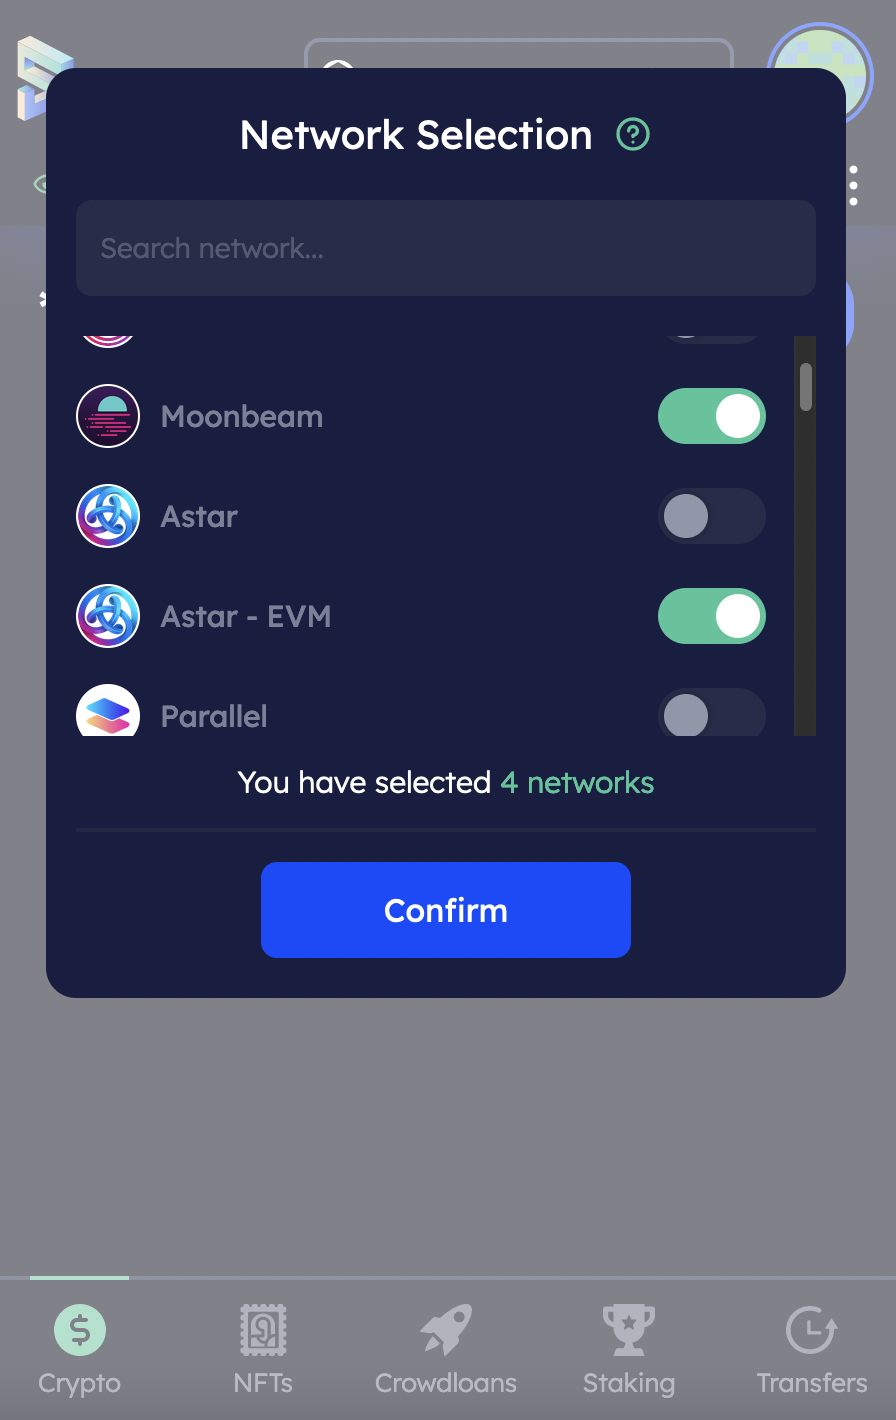 Network Selection
Search network...
Moonbeam
Astar
Astar - EVM
Parallel
You have selected 4 networks
Confirm
Crypto
NFTs
Crowdloans
Staking
Transfers